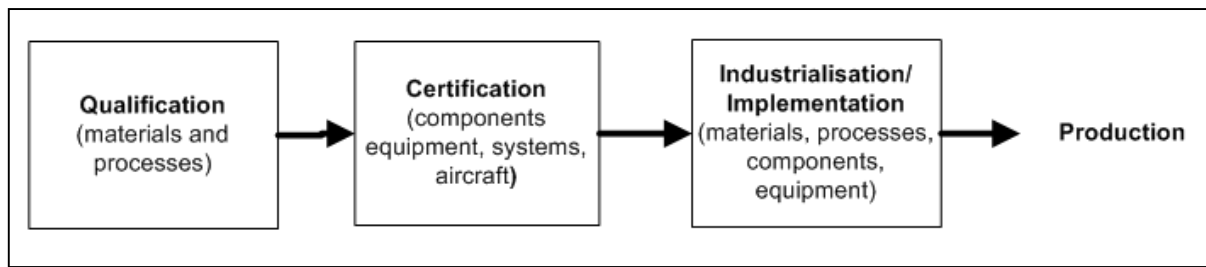 Qualification
(materials and
processes)
Certification
(components
equipment, systems,
aircraft)
Industrialisation/
Implementation
(materials, processes,
components,
equipment)
Production